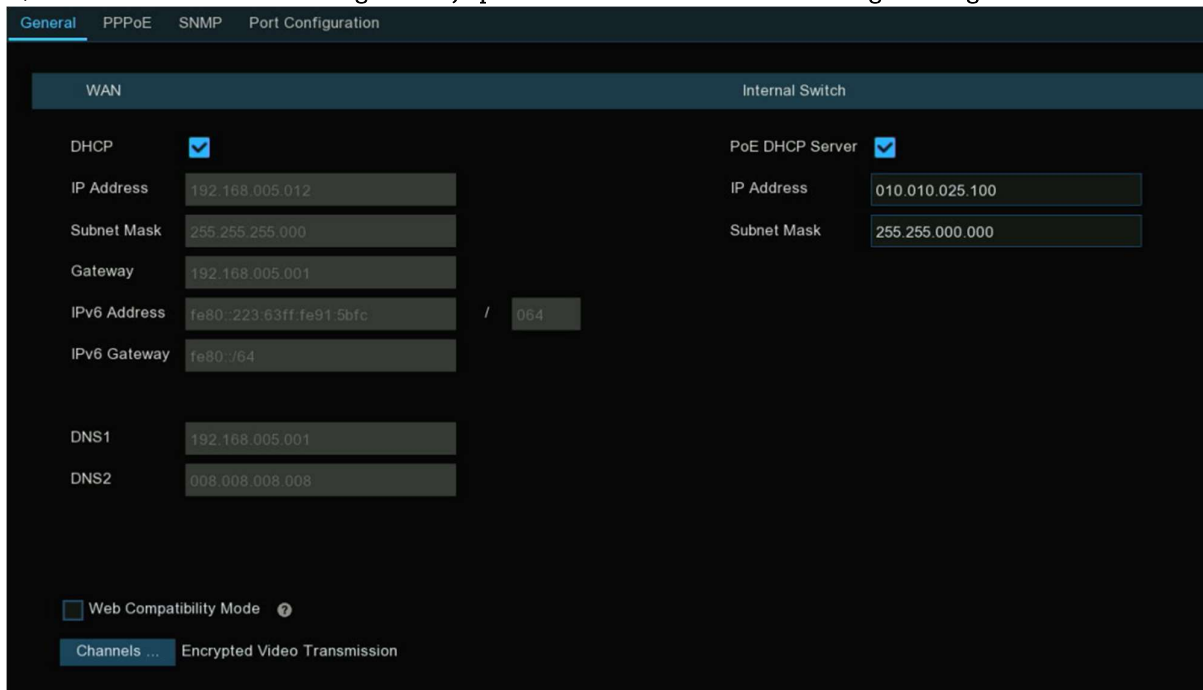 General PPPoE SNMP Port Configuration
WAN Internal Switch
DHCP PoE DHCP Server
IP Address 192.168.005.012 IP Address 010.010.025.100
Subnet Mask 255.255.255.000 Subnet Mask 255.255.000.000
Gateway 192.168.005.001
IPv6 Address fe80::223:63ff:fe91:5bfc / 064
IPv6 Gateway fe80::/64
DNS1 192.168.005.001
DNS2 008.008.008.008
Web Compatibility Mode ?
Channels ... Encrypted Video Transmission